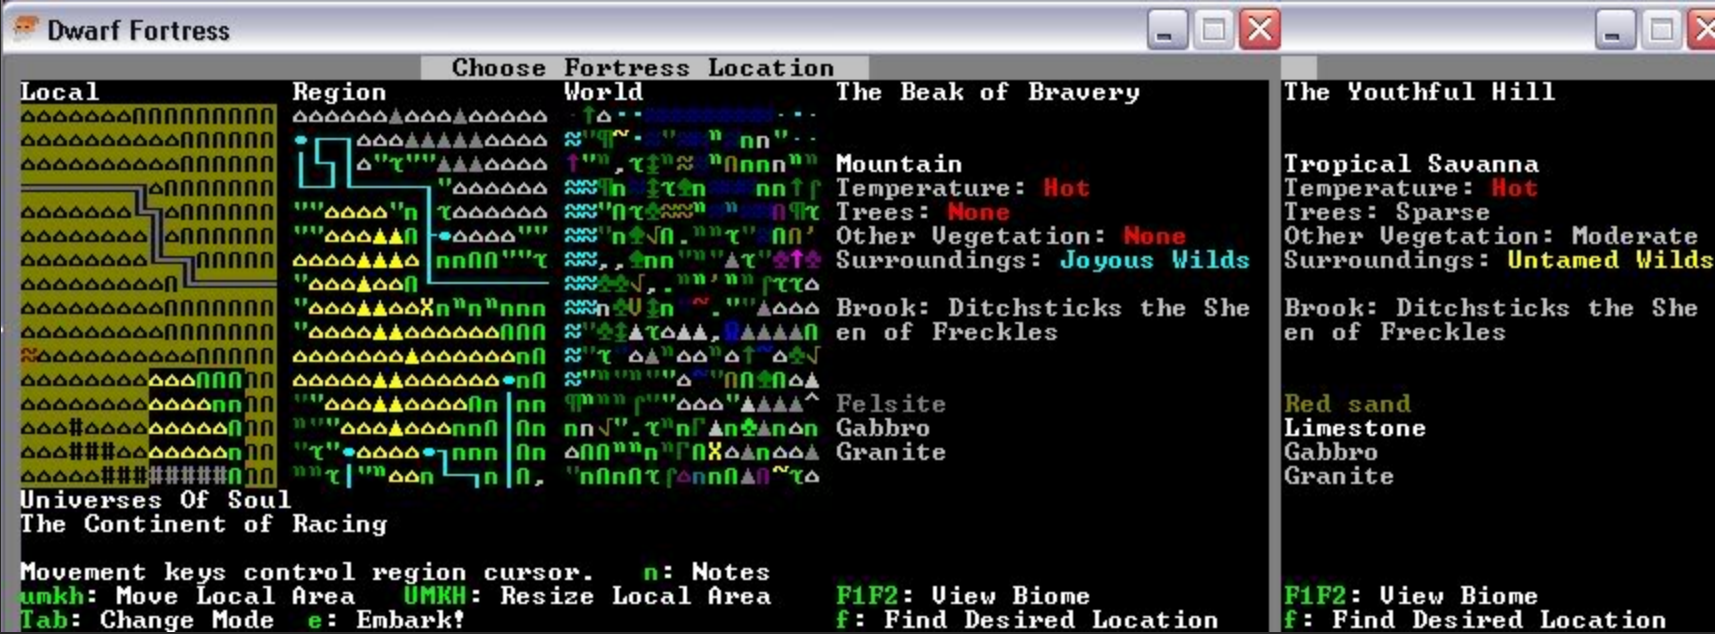 Dwarf Fortress
Choose Fortress Location
Local
Region
World
The Beak of Bravery
Mountain
Temperature: Hot
Trees: None
Other Vegetation: None
Surroundings: Joyous Wilds
Brook: Ditchsticks the She
en of Freckles
Felsite
Gabbro
Granite
Universes Of Soul
The Continent of Racing
Movement keys control region cursor. n: Notes
umkh: Move Local Area UMKH: Resize Local Area
Tab: Change Mode e: Embark!
F1F2: View Biome
f: Find Desired Location
The Youthful Hill
Tropical Savanna
Temperature: Hot
Trees: Sparse
Other Vegetation: Moderate
Surroundings: Untamed Wilds
Brook: Ditchsticks the She
en of Freckles
Red sand
Limestone
Gabbro
Granite
F1F2: View Biome
f: Find Desired Location